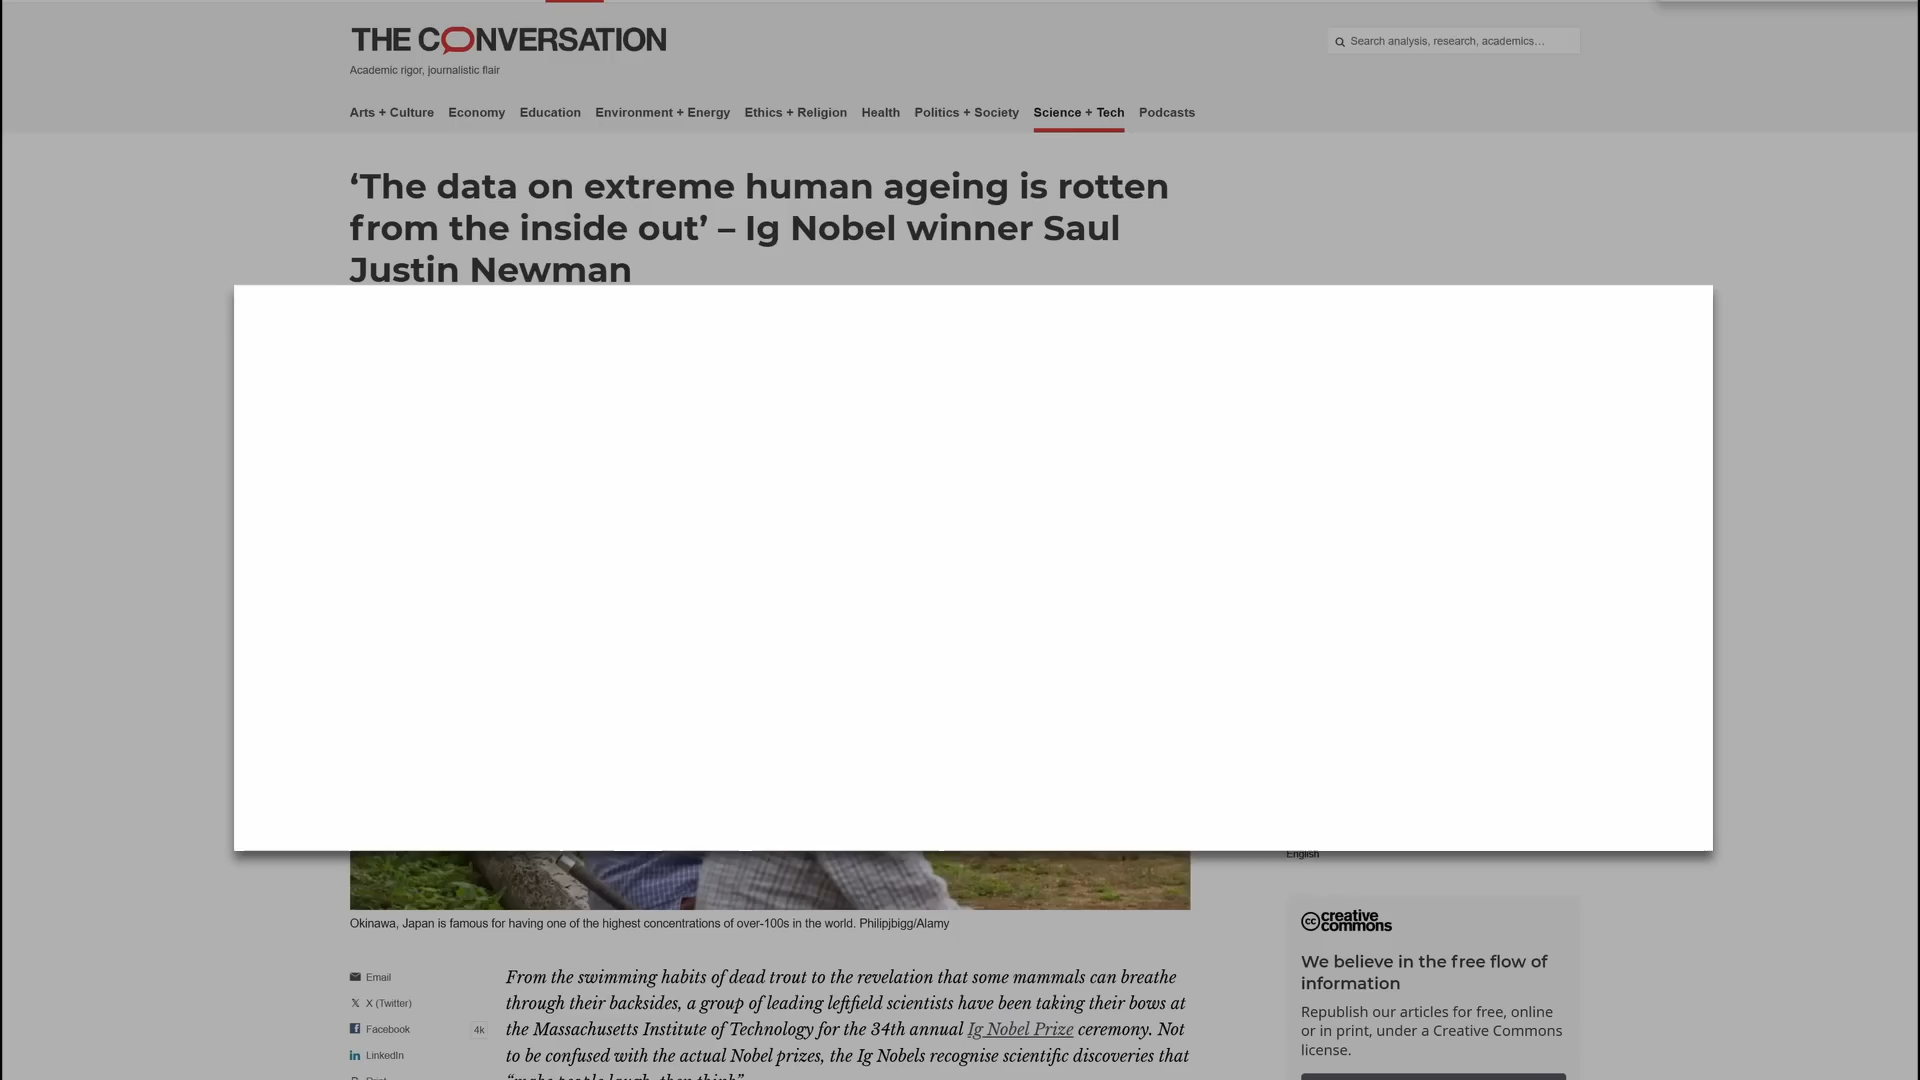 THE CONVERSATION
Academic rigor, journalistic flair
Search analysis, research, academics...
Arts + Culture Economy Education Environment + Energy Ethics + Religion Health Politics + Society Science + Tech Podcasts
‘The data on extreme human ageing is rotten
from the inside out’ – Ig Nobel winner Saul
Justin Newman
English
Okinawa, Japan is famous for having one of the highest concentrations of over-100s in the world. Philipjbigg/Alamy
Email
X (Twitter)
Facebook 4k
LinkedIn
From the swimming habits of dead trout to the revelation that some mammals can breathe
through their backsides, a group of leading leftfield scientists have been taking their bows at
the Massachusetts Institute of Technology for the 34th annual Ig Nobel Prize ceremony. Not
to be confused with the actual Nobel prizes, the Ig Nobels recognise scientific discoveries that
“make people laugh, then think”
cc creative
commons
We believe in the free flow of
information
Republish our articles for free, online
or in print, under a Creative Commons
license.